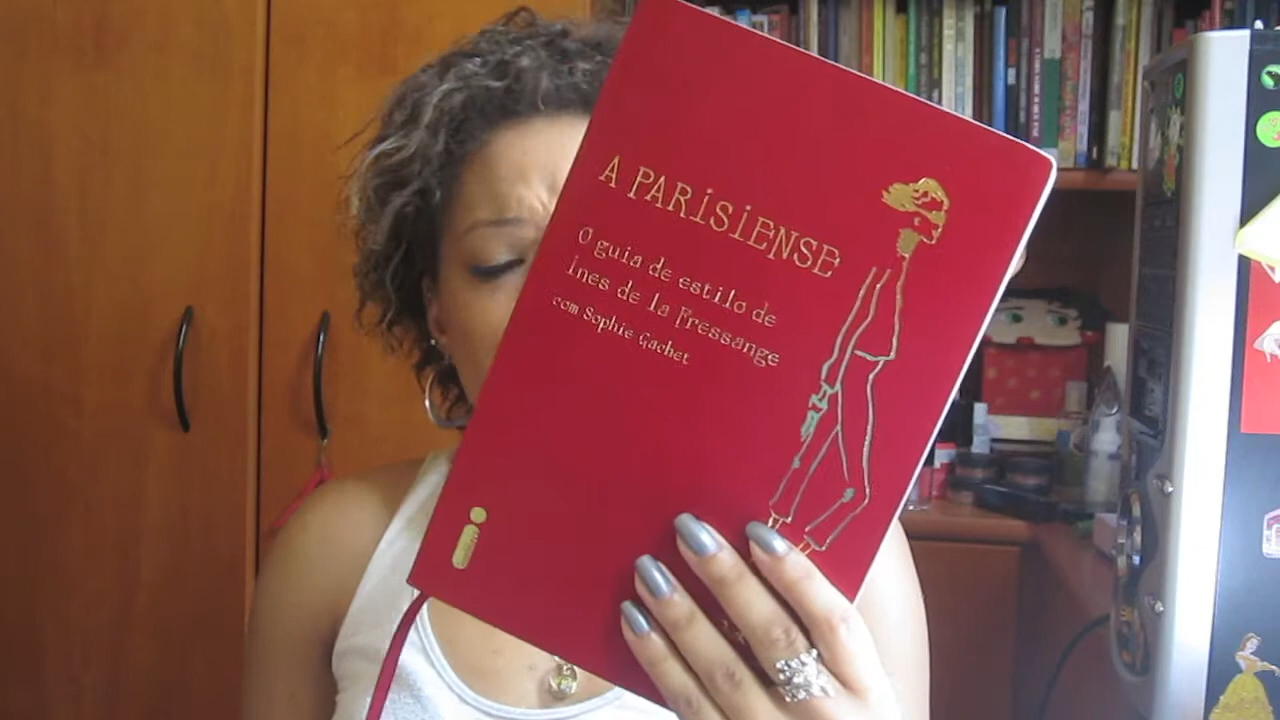 A PARiSiENSE
O guia de estilo de
ines de la Fressange
com Sophie Gachet